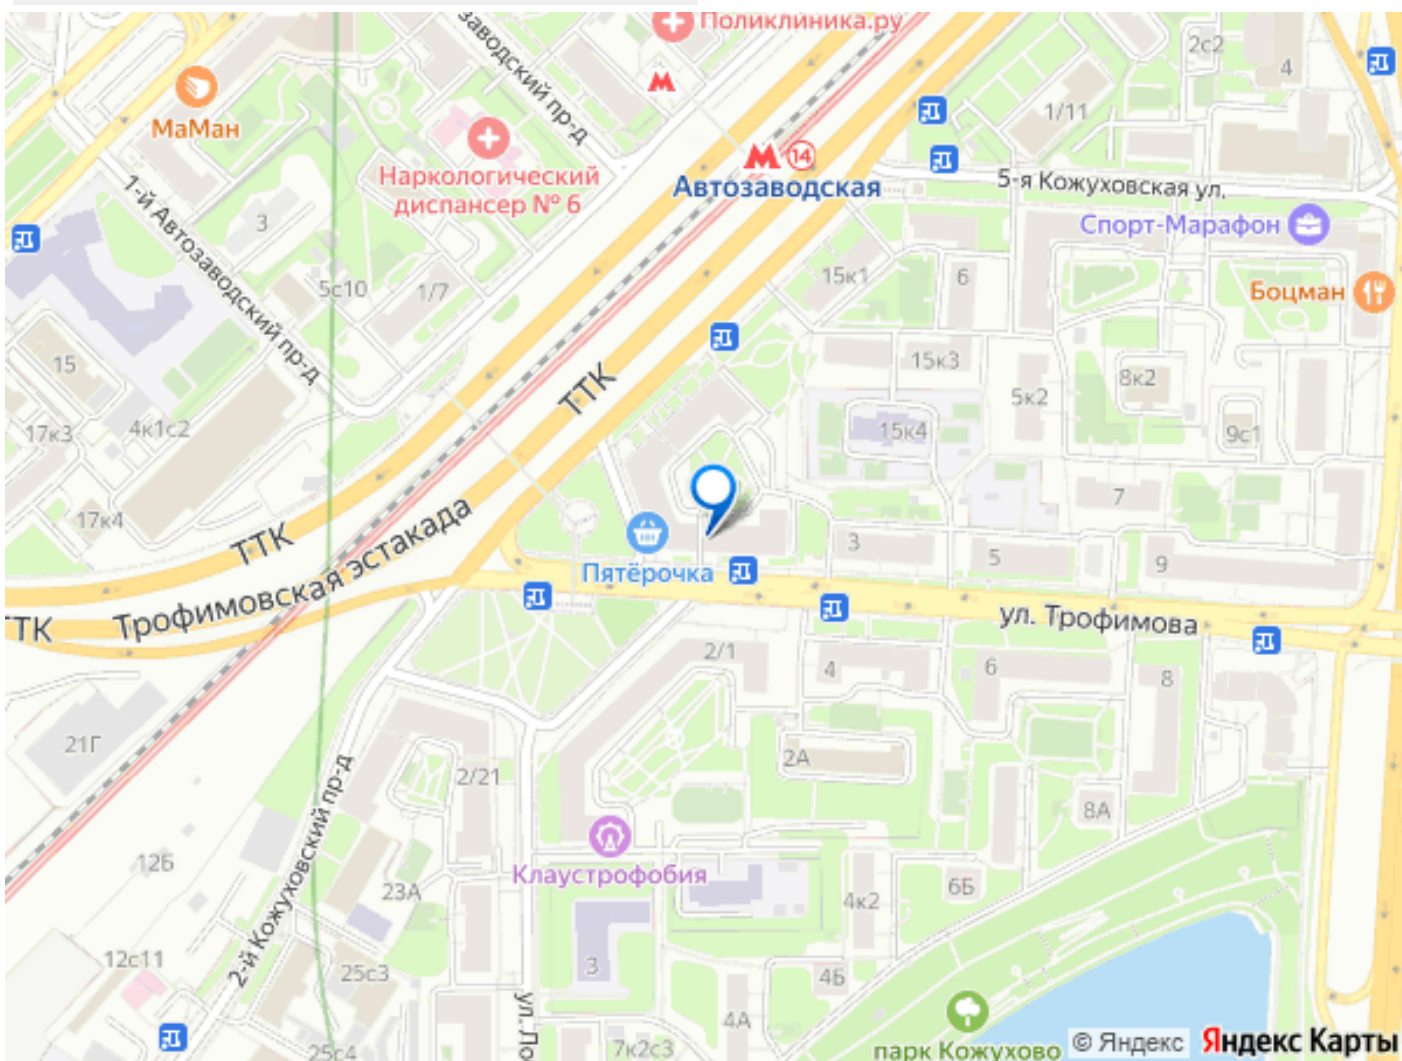 Поликлиника.ру
заводский пр-д
2с2
4
МаМан
1/11
Наркологический
диспансер № 6
14
Автозаводская
5-я Кожуховская ул.
1-й Автозаводский пр-д
3
Спорт-Марафон
5с10
1/7
15к1
6
Боцман
15
15к3
8к2
5к2
ТТК
17к3
4к1с2
15к4
9с1
7
17к4
ТТК
Трофимовская эстакада
Пятёрочка
3
5
9
ТТК
ул. Трофимова
2/1
4
6
8
21Г
2/21
2А
8А
2-й Кожуховский пр-д
12Б
Клаустрофобия
23А
4к2
6Б
12с11
25с3
3
4Б
ул. Ло
4А
25с4
7к2с3
парк Кожухово
© Яндекс Яндекс Карты